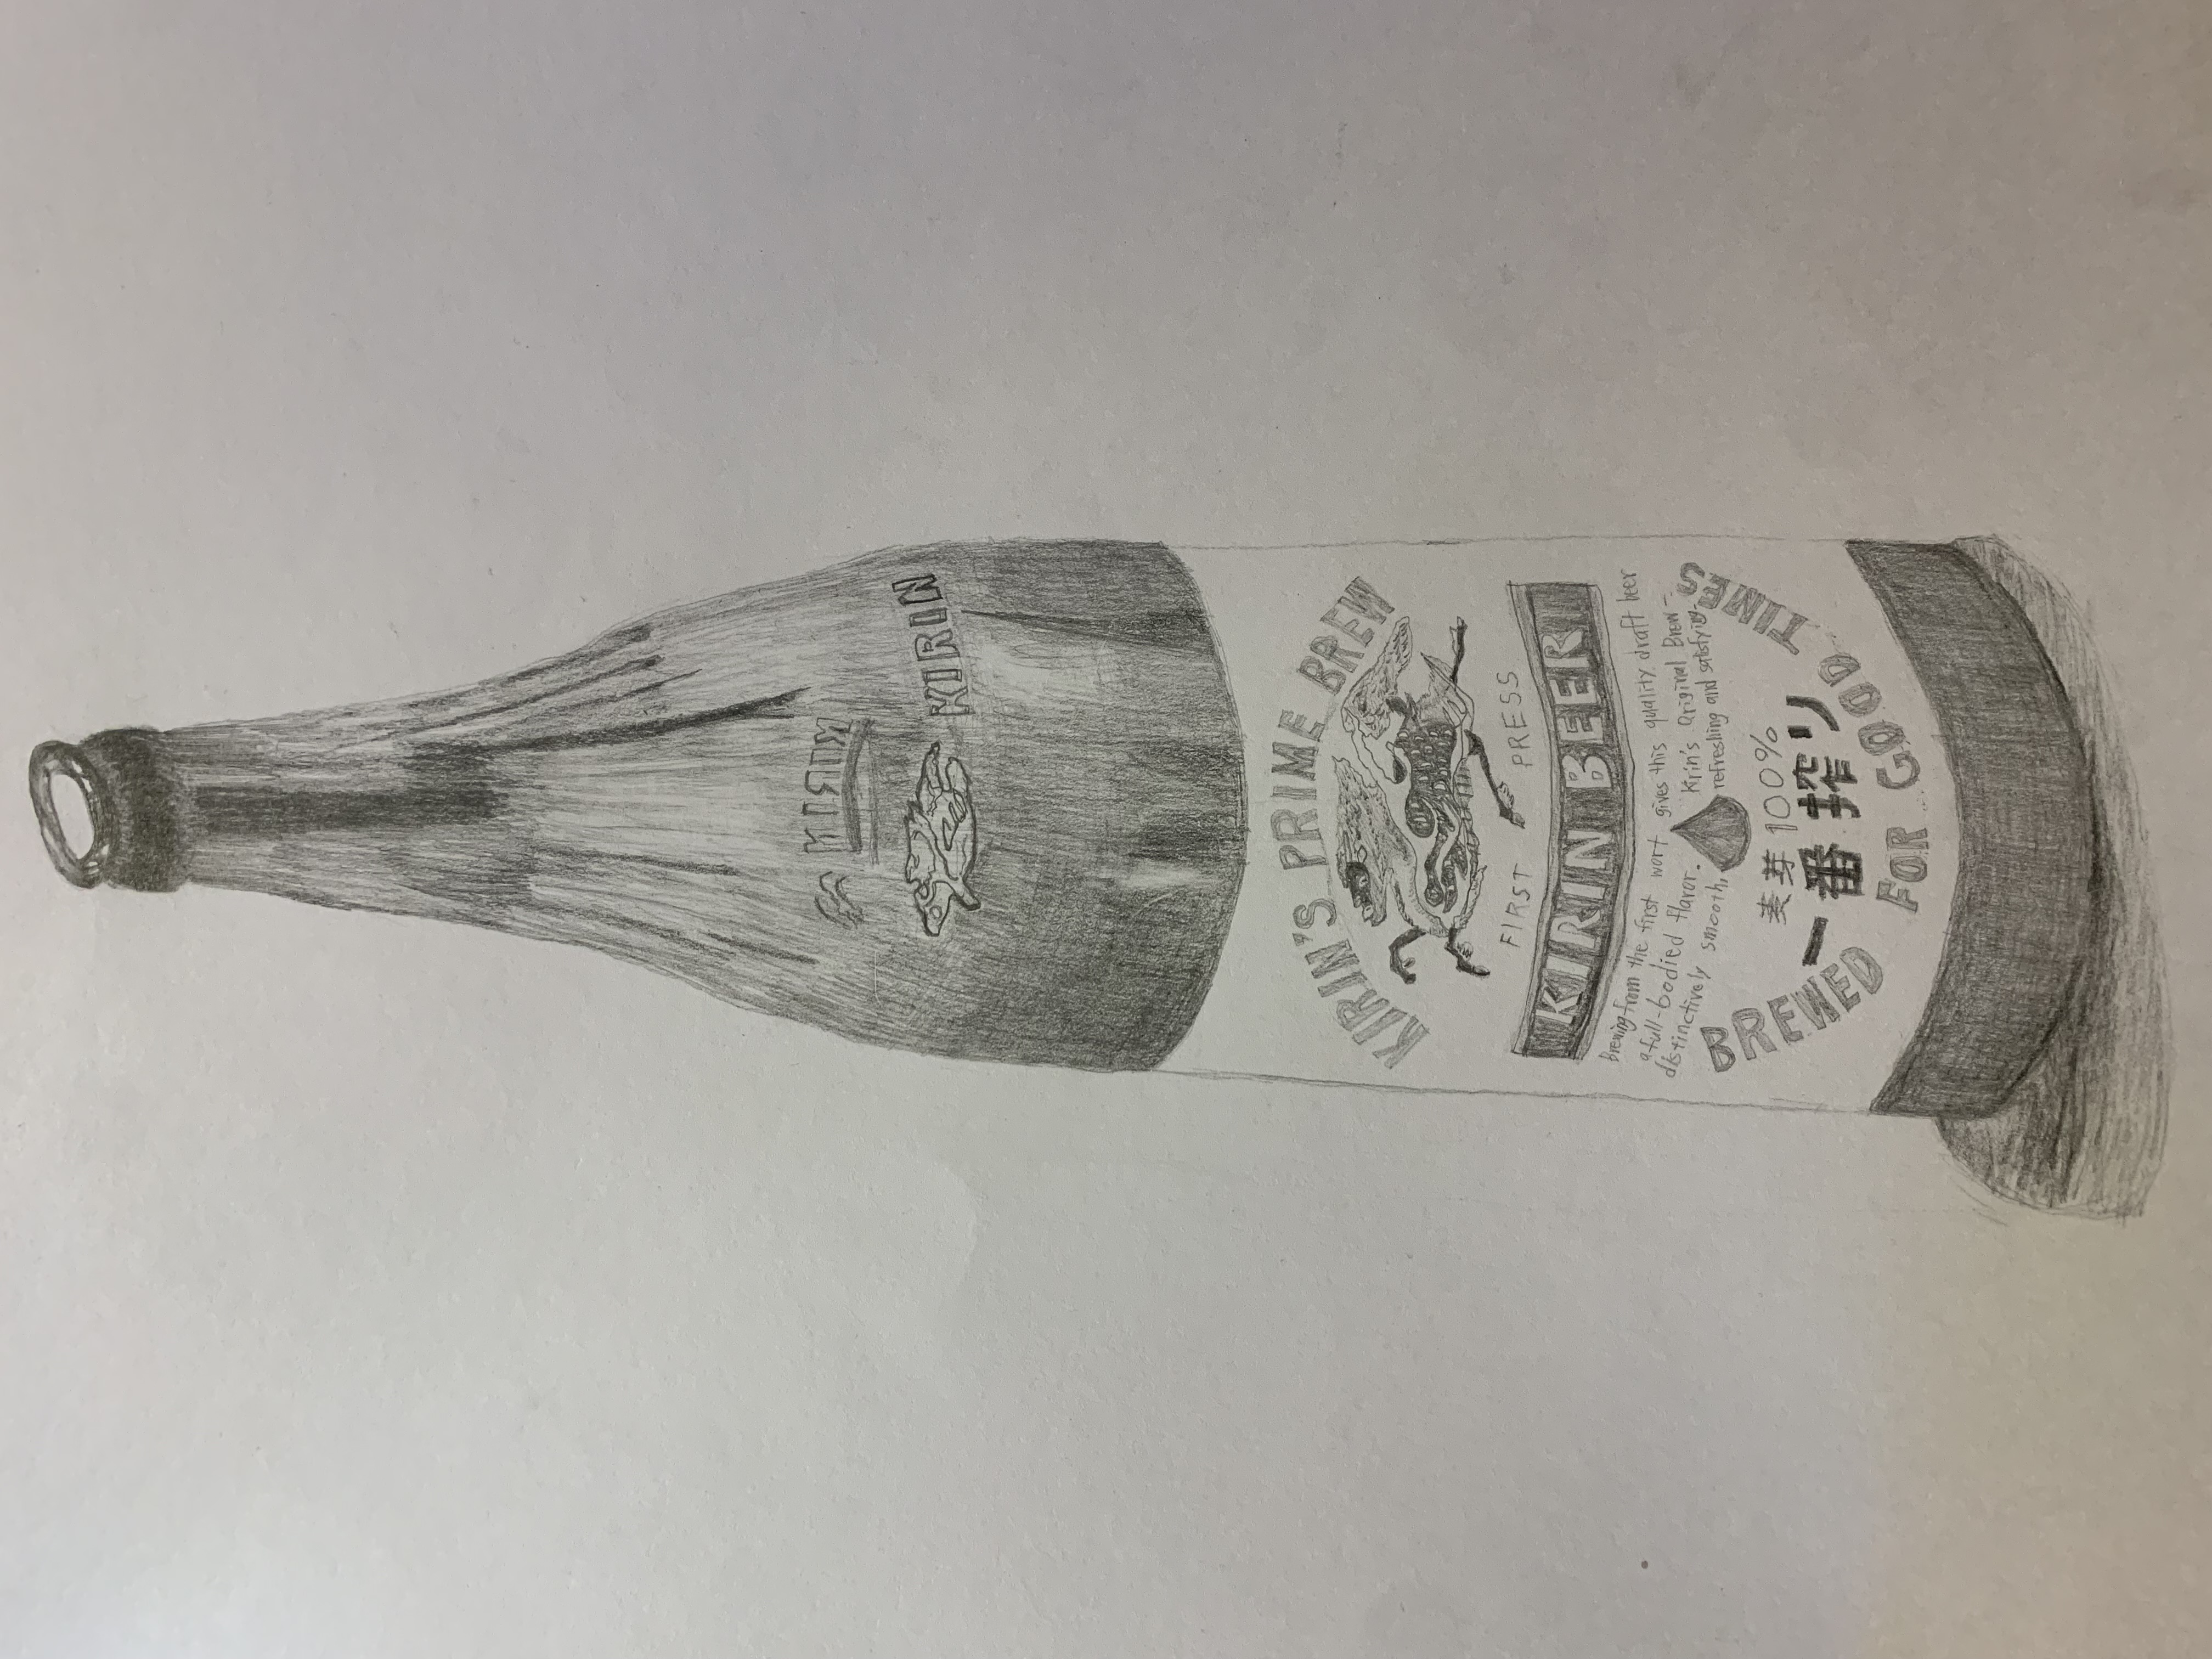 KIRIN
KIRIN
KIRIN'S PRIME BREW
FIRST PRESS
KIRIN BEER
Brewing from the first wort gives this quality draft beer
a full-bodied flavor. Kirin's Original Brew-
distinctively smooth, refreshing and satisfying.
麦芽100%
一番搾り
BREWED FOR GOOD TIMES